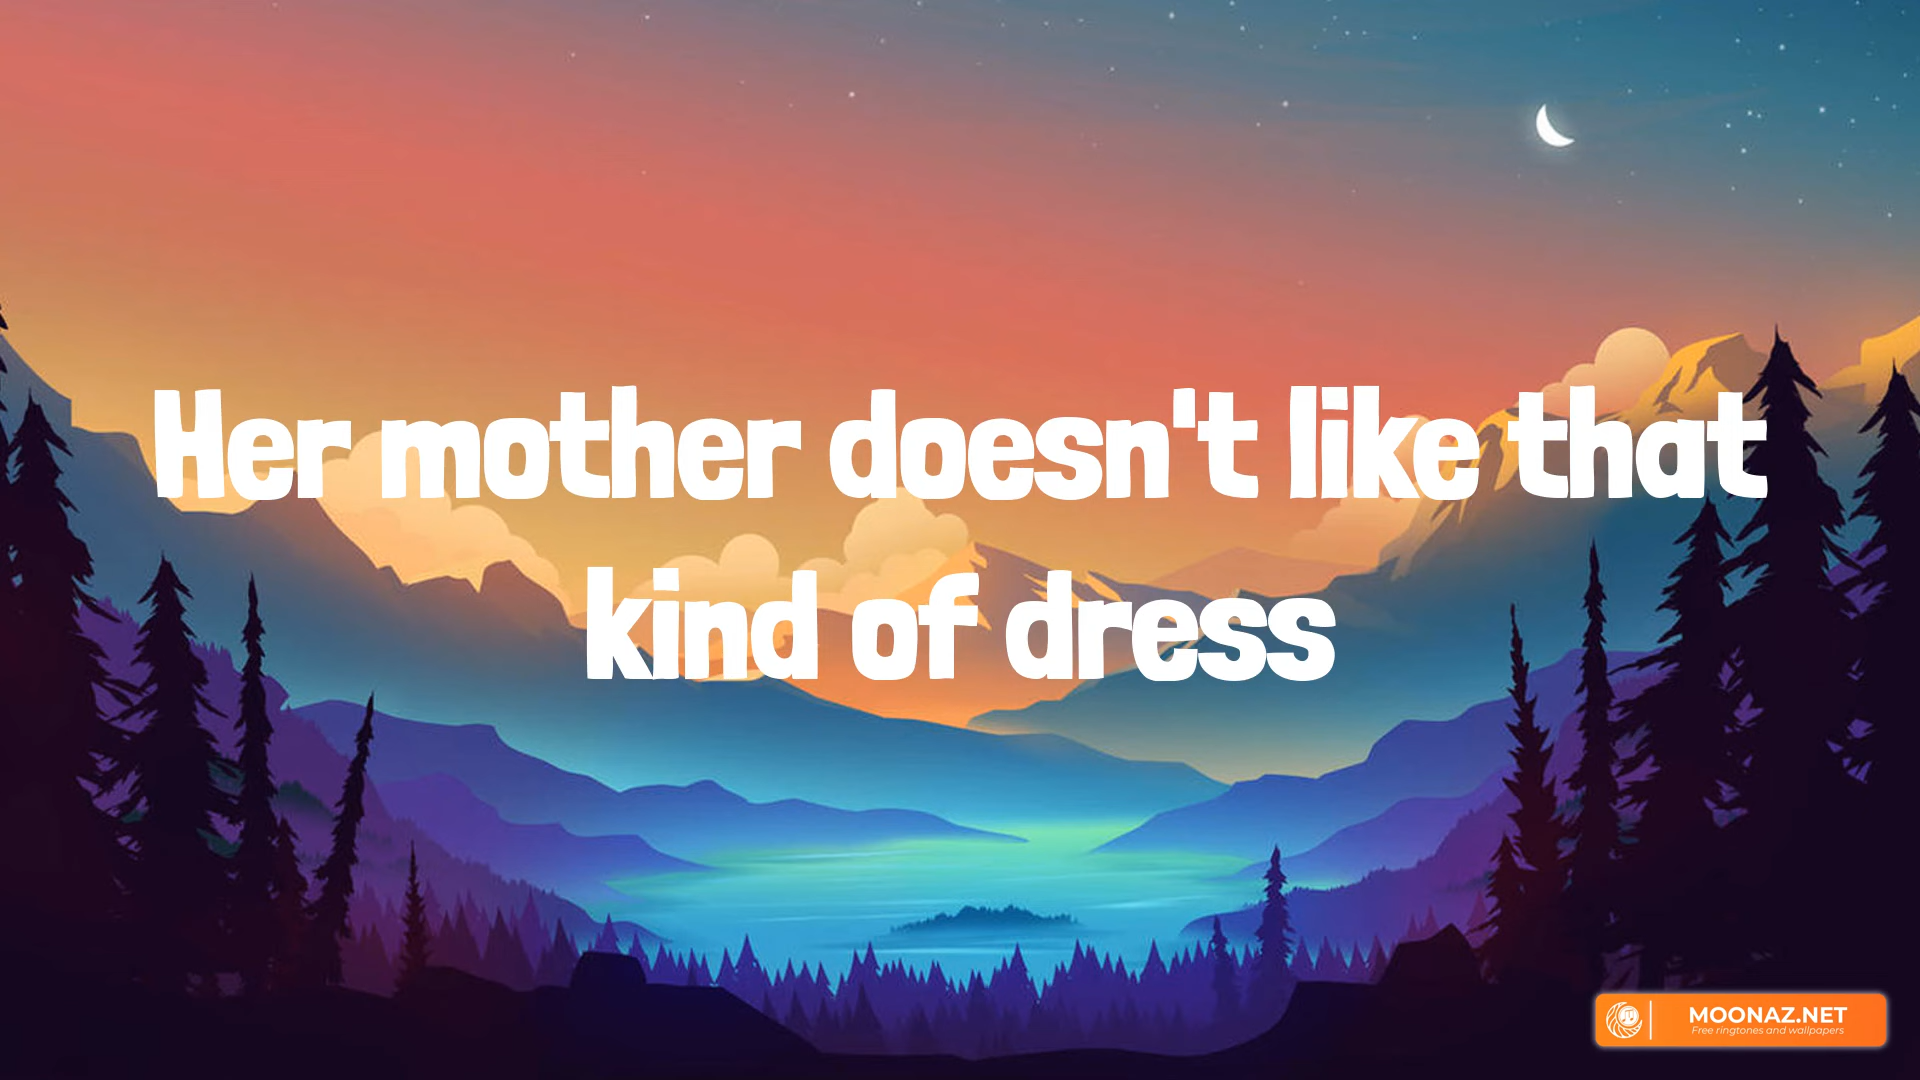 Her mother doesn't like that
kind of dress
MOONAZ.NET
Free ringtones and wallpapers